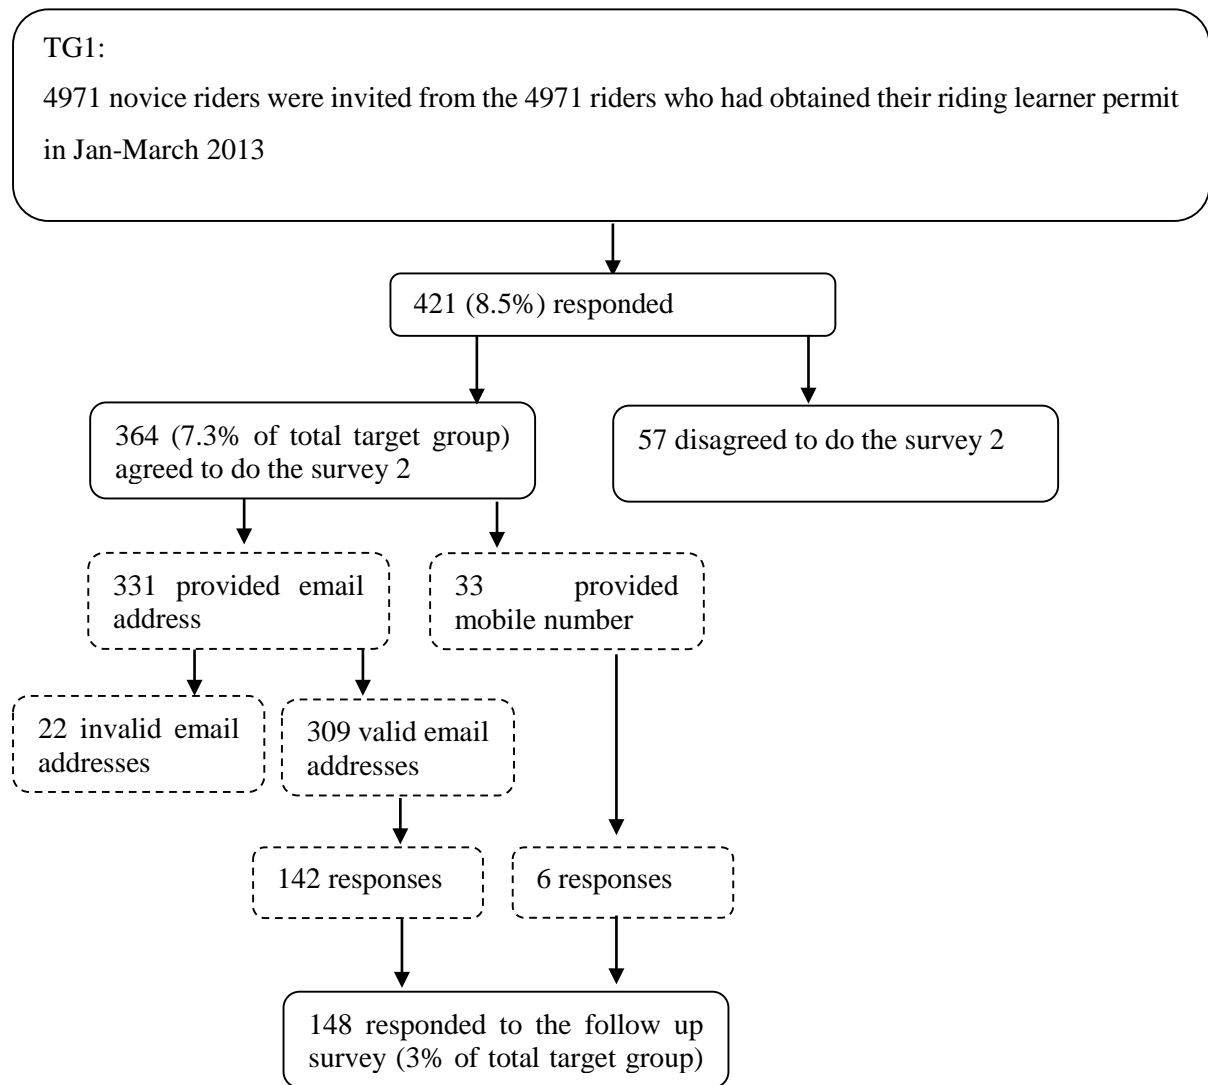 TG1:
4971 novice riders were invited from the 4971 riders who had obtained their riding learner permit
in Jan-March 2013
421 (8.5%) responded
364 (7.3% of total target group)
agreed to do the survey 2
57 disagreed to do the survey 2
331 provided email
address
33 provided
mobile number
22 invalid email
addresses
309 valid email
addresses
142 responses
6 responses
148 responded to the follow up
survey (3% of total target group)